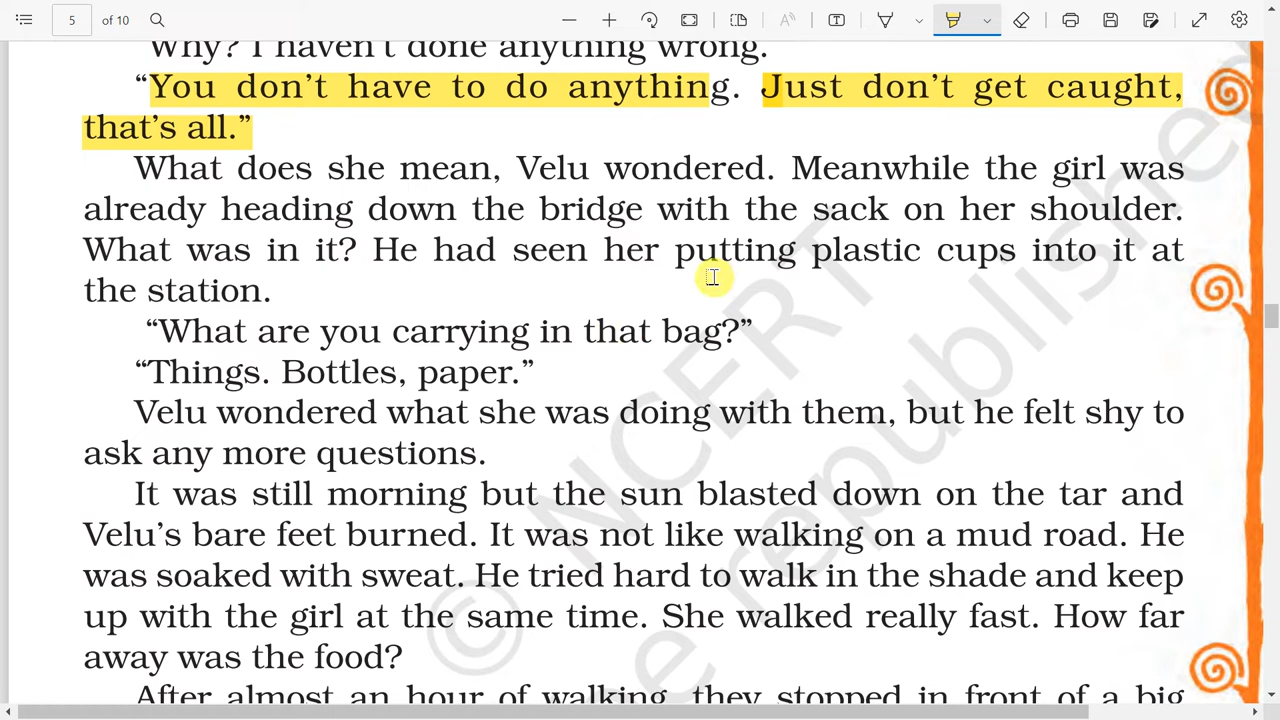 5 of 10
Why? I haven't done anything wrong.
“You don’t have to do anything. Just don’t get caught,
that’s all.”
What does she mean, Velu wondered. Meanwhile the girl was
already heading down the bridge with the sack on her shoulder.
What was in it? He had seen her putting plastic cups into it at
the station.
“What are you carrying in that bag?”
“Things. Bottles, paper.”
Velu wondered what she was doing with them, but he felt shy to
ask any more questions.
It was still morning but the sun blasted down on the tar and
Velu’s bare feet burned. It was not like walking on a mud road. He
was soaked with sweat. He tried hard to walk in the shade and keep
up with the girl at the same time. She walked really fast. How far
away was the food?
After almost an hour of walking, they stopped in front of a big
© NCERT
republished